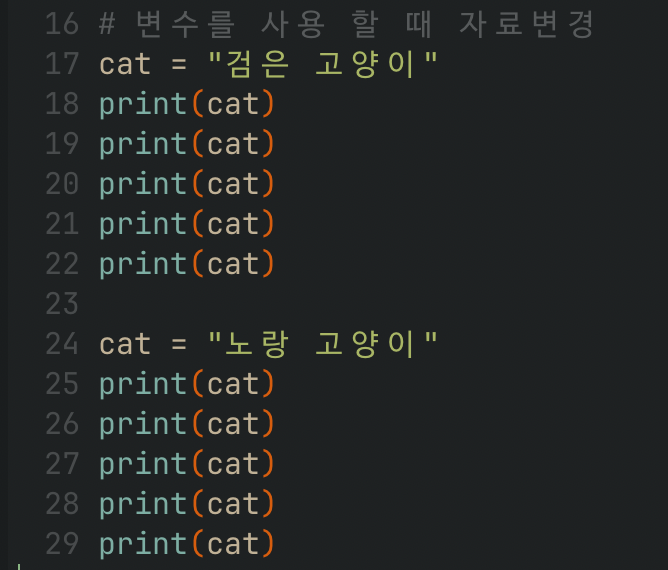 16 # 변수를 사용 할 때 자료변경
17 cat = "검은 고양이"
18 print(cat)
19 print(cat)
20 print(cat)
21 print(cat)
22 print(cat)
23
24 cat = "노랑 고양이"
25 print(cat)
26 print(cat)
27 print(cat)
28 print(cat)
29 print(cat)